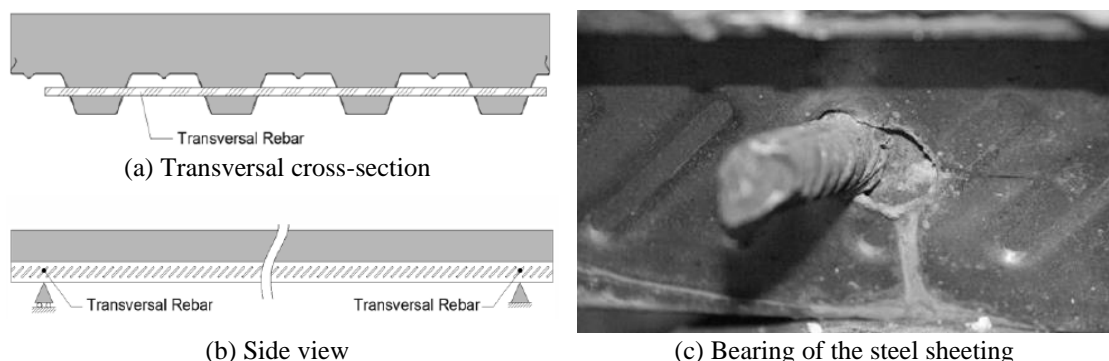 Transversal Rebar
(a) Transversal cross-section
Transversal Rebar
Transversal Rebar
(b) Side view
(c) Bearing of the steel sheeting